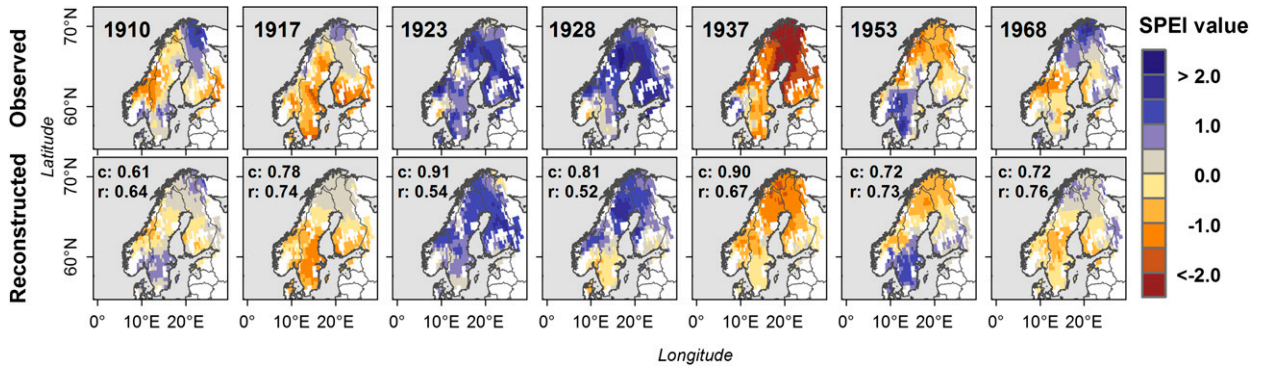 1910 1917 1923 1928 1937 1953 1968 SPEI value
70°N
60°N
Observed
Latitude
> 2.0
1.0
0.0
-1.0
<-2.0
c: 0.61 c: 0.78 c: 0.91 c: 0.81 c: 0.90 c: 0.72 c: 0.72
r: 0.64 r: 0.74 r: 0.54 r: 0.52 r: 0.67 r: 0.73 r: 0.76
70°N
60°N
Reconstructed
0° 10°E 20°E 0° 10°E 20°E 0° 10°E 20°E 0° 10°E 20°E 0° 10°E 20°E 0° 10°E 20°E 0° 10°E 20°E
Longitude